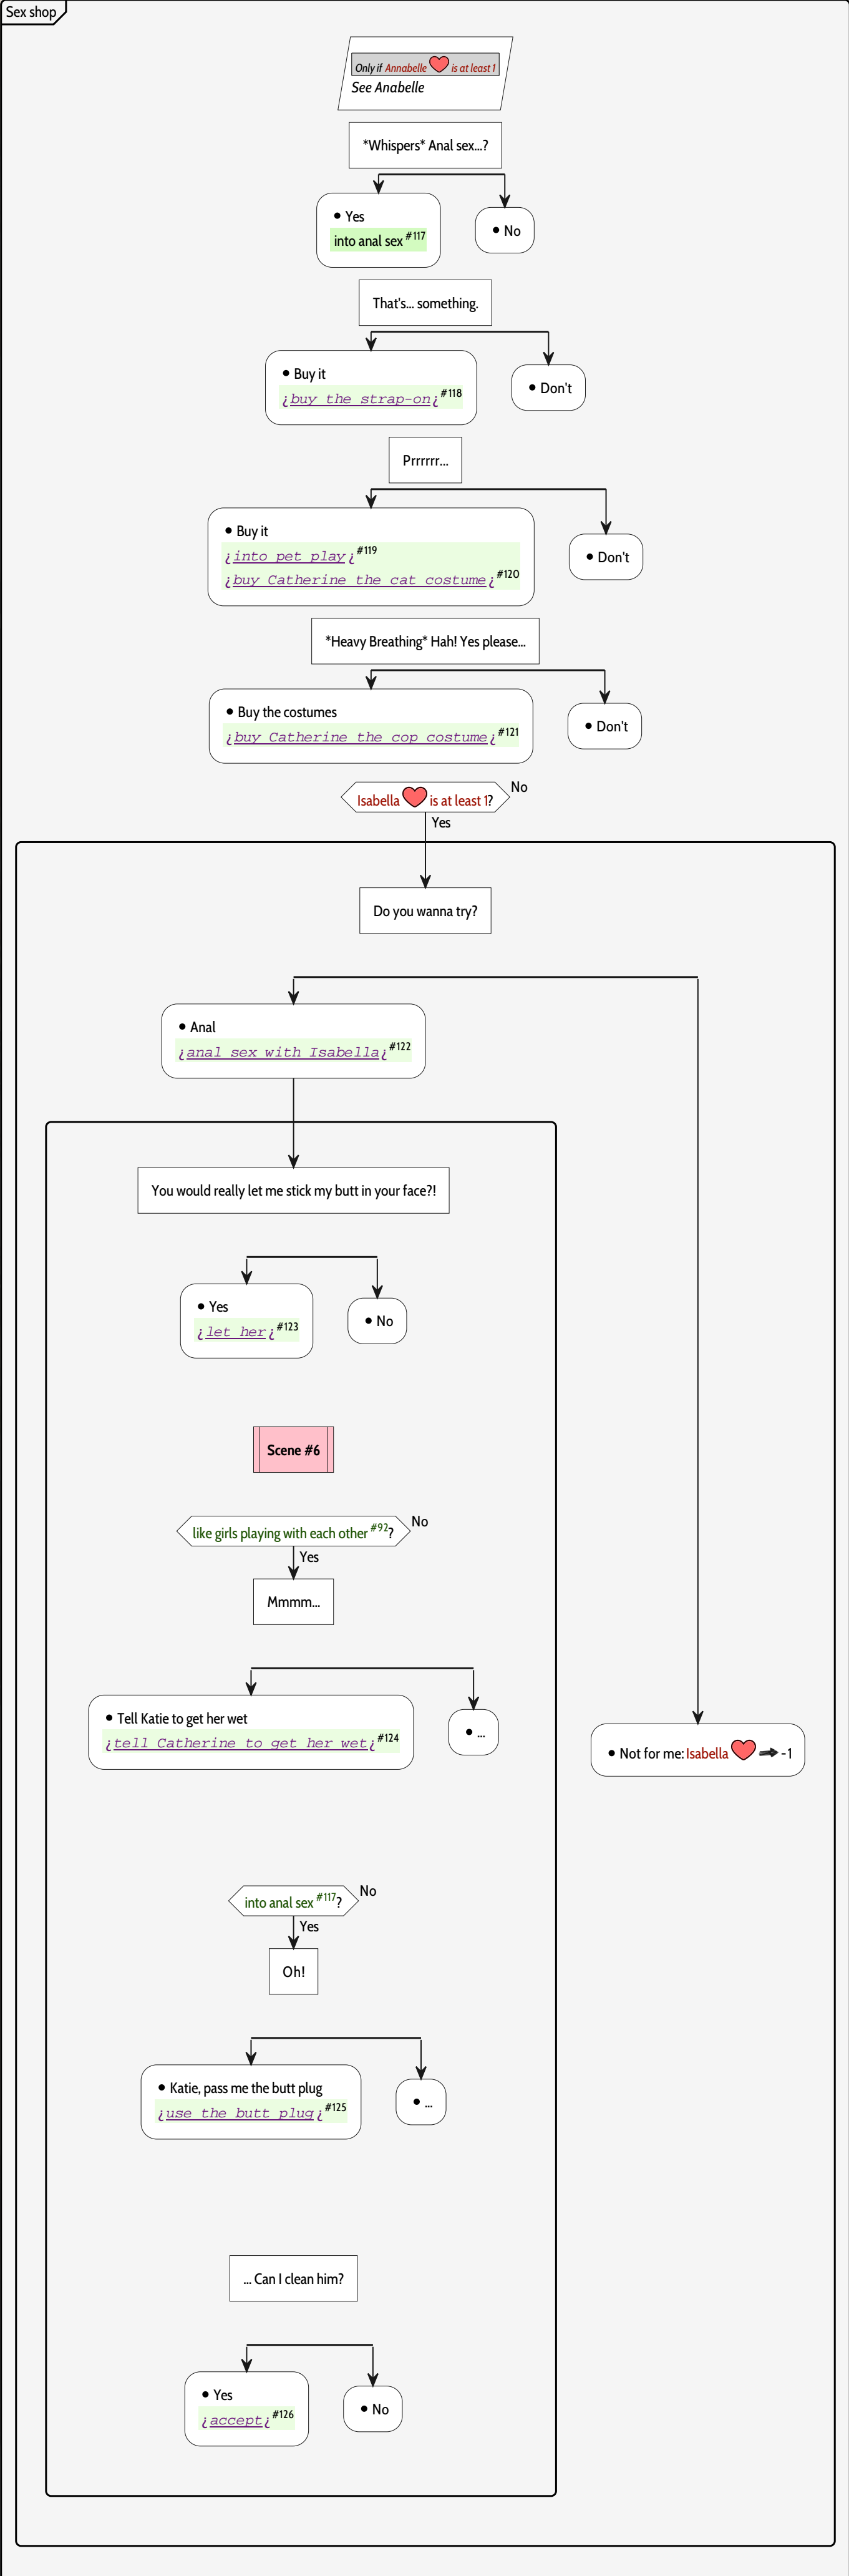 Sex shop
Only if Annabelle is at least 1
See Anabelle
*Whispers* Anal sex...?
Yes
into anal sex #117
No
That's... something.
Buy it
¿buy the strap-on¿ #118
Don't
Prrrrrr...
Buy it
¿into pet play¿ #119
¿buy Catherine the cat costume¿ #120
Don't
*Heavy Breathing* Hah! Yes please...
Buy the costumes
¿buy Catherine the cop costume¿ #121
Don't
Isabella is at least 1?
No
Yes
Do you wanna try?
Anal
¿anal sex with Isabella¿ #122
You would really let me stick my butt in your face?!
Yes
¿let her¿ #123
No
Scene #6
like girls playing with each other #92?
No
Yes
Mmmm...
Tell Katie to get her wet
¿tell Catherine to get her wet¿ #124
...
Not for me: Isabella -1
into anal sex #117?
No
Yes
Oh!
Katie, pass me the butt plug
¿use the butt plug¿ #125
...
... Can I clean him?
Yes
¿accept¿ #126
No